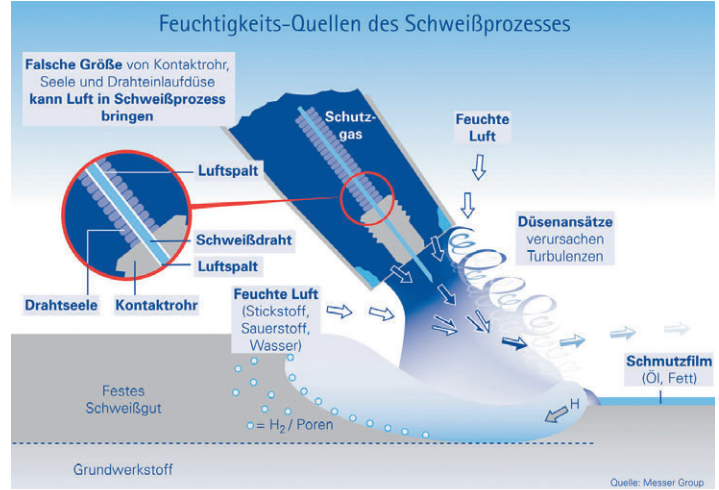 Feuchtigkeits-Quellen des Schweißprozesses
Falsche Größe von Kontaktrohr,
Seele und Drahteinlaufdüse
kann Luft in Schweißprozess
bringen
Schutz-
gas
Feuchte
Luft
Luftspalt
Schweißdraht
Luftspalt
Drahtseele
Kontaktrohr
Düsenansätze
verursachen
Turbulenzen
Feuchte Luft
(Stickstoff,
Sauerstoff,
Wasser)
Schmutzfilm
(Öl, Fett)
Festes
Schweißgut
= H₂ / Poren
H
Grundwerkstoff
Quelle: Messer Group